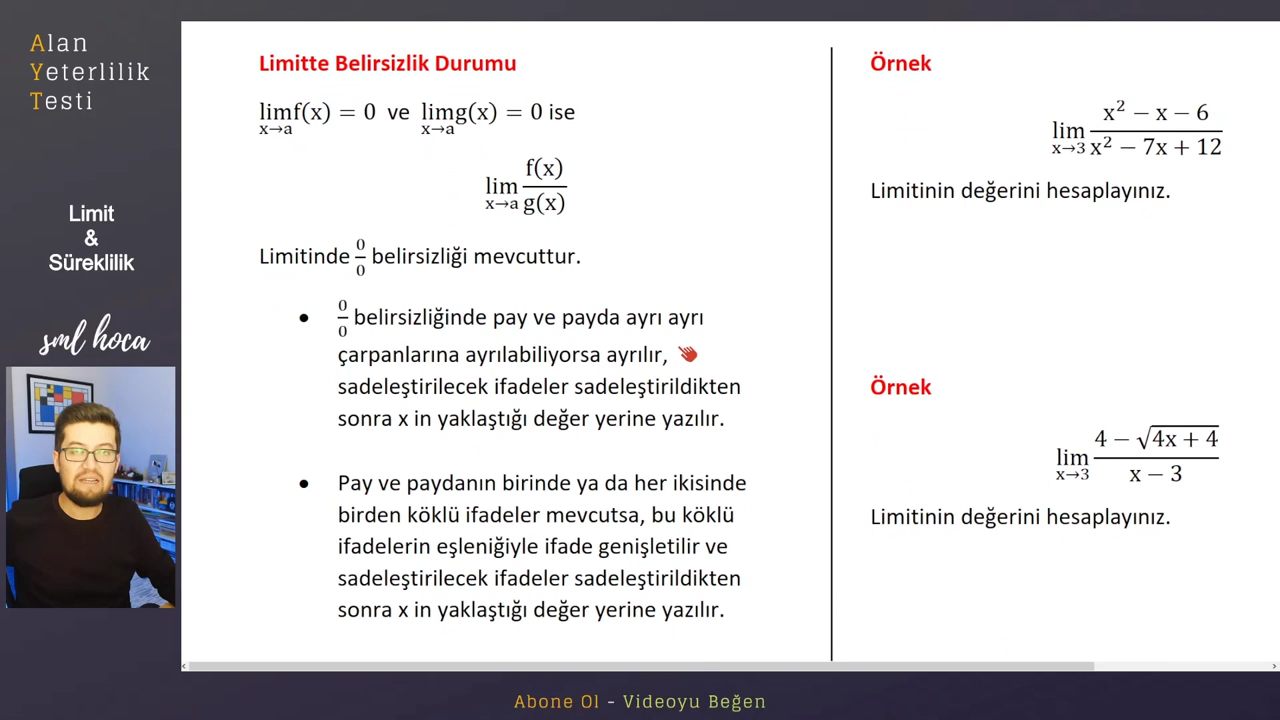 Alan
Yeterlilik
Testi
Limit
&
Süreklilik
sml hoca
Limitte Belirsizlik Durumu
lim f(x) = 0 ve lim g(x) = 0 ise
x→a x→a
f(x)
lim
x→a g(x)
Limitinde 0/0 belirsizliği mevcuttur.
• 0/0 belirsizliğinde pay ve payda ayrı ayrı
çarpanlarına ayrılabiliyorsa ayrılır,
sadeleştirilecek ifadeler sadeleştirildikten
sonra x in yaklaştığı değer yerine yazılır.
• Pay ve paydanın birinde ya da her ikisinde
birden köklü ifadeler mevcutsa, bu köklü
ifadelerin eşleniğiyle ifade genişletilir ve
sadeleştirilecek ifadeler sadeleştirildikten
sonra x in yaklaştığı değer yerine yazılır.
Örnek
x² − x − 6
lim
x→3 x² − 7x + 12
Limitinin değerini hesaplayınız.
Örnek
4 − √(4x + 4)
lim
x→3 x − 3
Limitinin değerini hesaplayınız.
Abone Ol - Videoyu Beğen